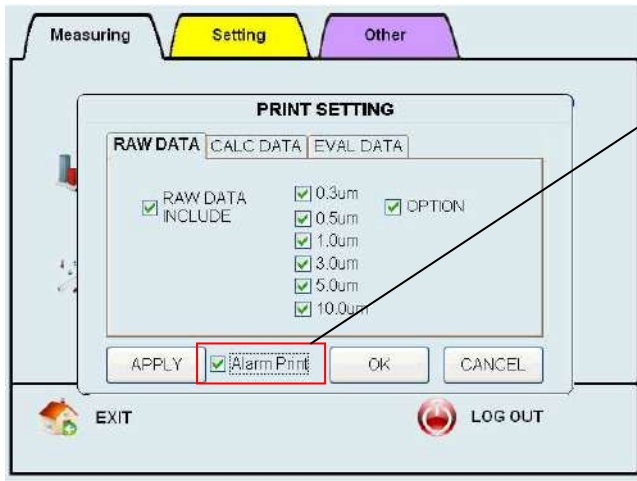 Measuring Setting Other
PRINT SETTING
RAW DATA CALC DATA EVAL DATA
RAW DATA
INCLUDE
0.3um
0.5um
1.0um
3.0um
5.0um
10.0um
OPTION
APPLY Alarm Print OK CANCEL
EXIT LOG OUT